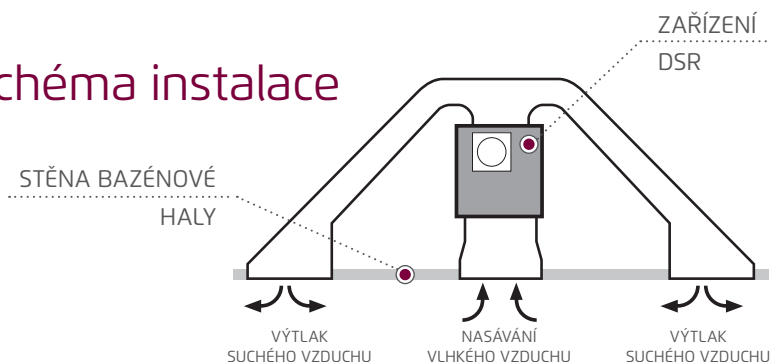 chéma instalace
ZAŘÍZENÍ
DSR
STĚNA BAZÉNOVÉ
HALY
VÝTLAK
SUCHÉHO VZDUCHU
NASÁVÁNÍ
VLHKÉHO VZDUCHU
VÝTLAK
SUCHÉHO VZDUCHU